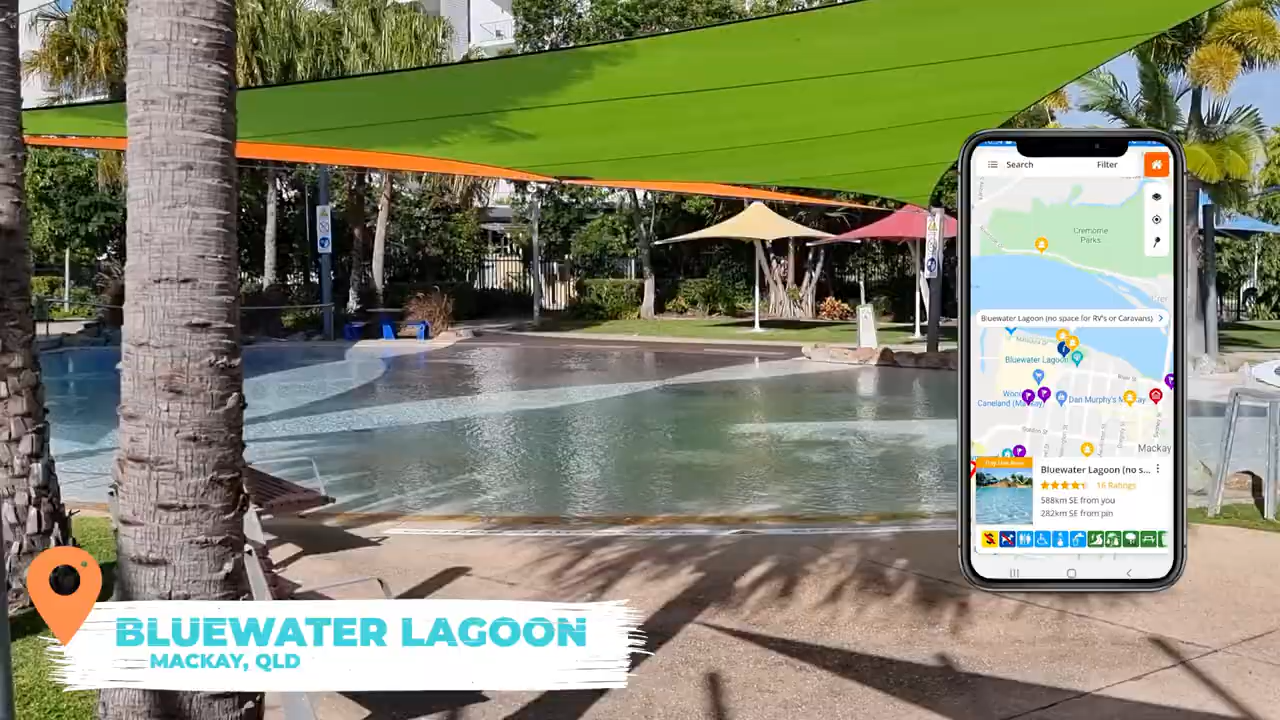 Search
Filter
Cremorne
Parks
Bluewater Lagoon (no space for RV's or Caravans)
Bluewater Lagoon
Dan Murphy's Mackay
Caneland (Mackay)
Mackay
Bluewater Lagoon (no s...
16 Ratings
588km SE from you
282km SE from pin
BLUEWATER LAGOON
MACKAY, QLD